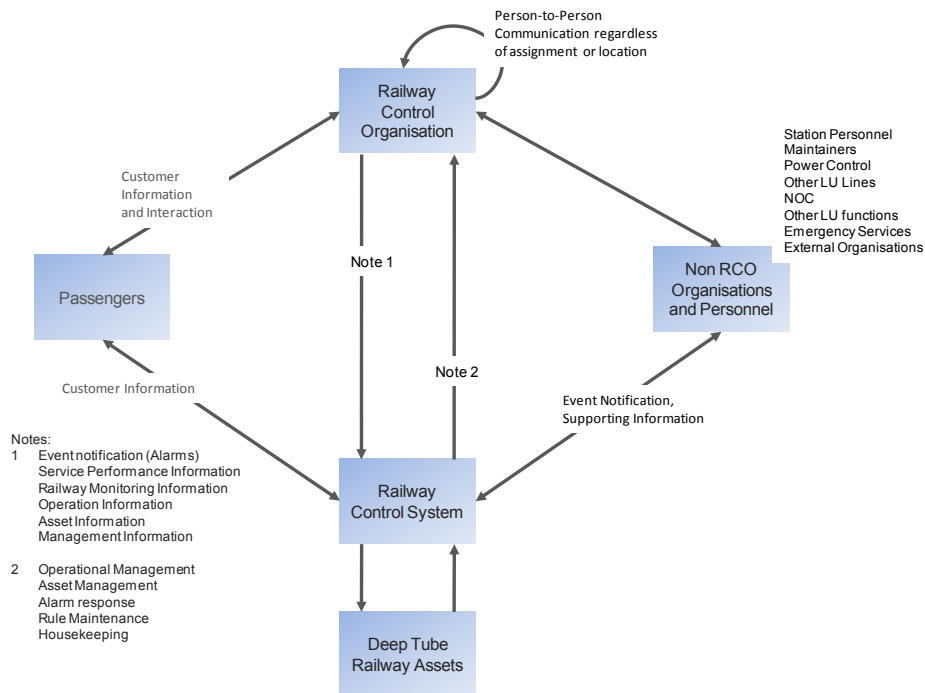 Person-to-Person
Communication regardless
of assignment or location
Railway
Control
Organisation
Station Personnel
Maintainers
Power Control
Other LU Lines
NOC
Other LU functions
Emergency Services
External Organisations
Customer
Information
and Interaction
Note 1
Passengers
Non RCO
Organisations
and Personnel
Note 2
Customer Information
Event Notification,
Supporting Information
Notes:
1 Event notification (Alarms)
Service Performance Information
Railway Monitoring Information
Operation Information
Asset Information
Management Information
2 Operational Management
Asset Management
Alarm response
Rule Maintenance
Housekeeping
Railway
Control System
Deep Tube
Railway Assets